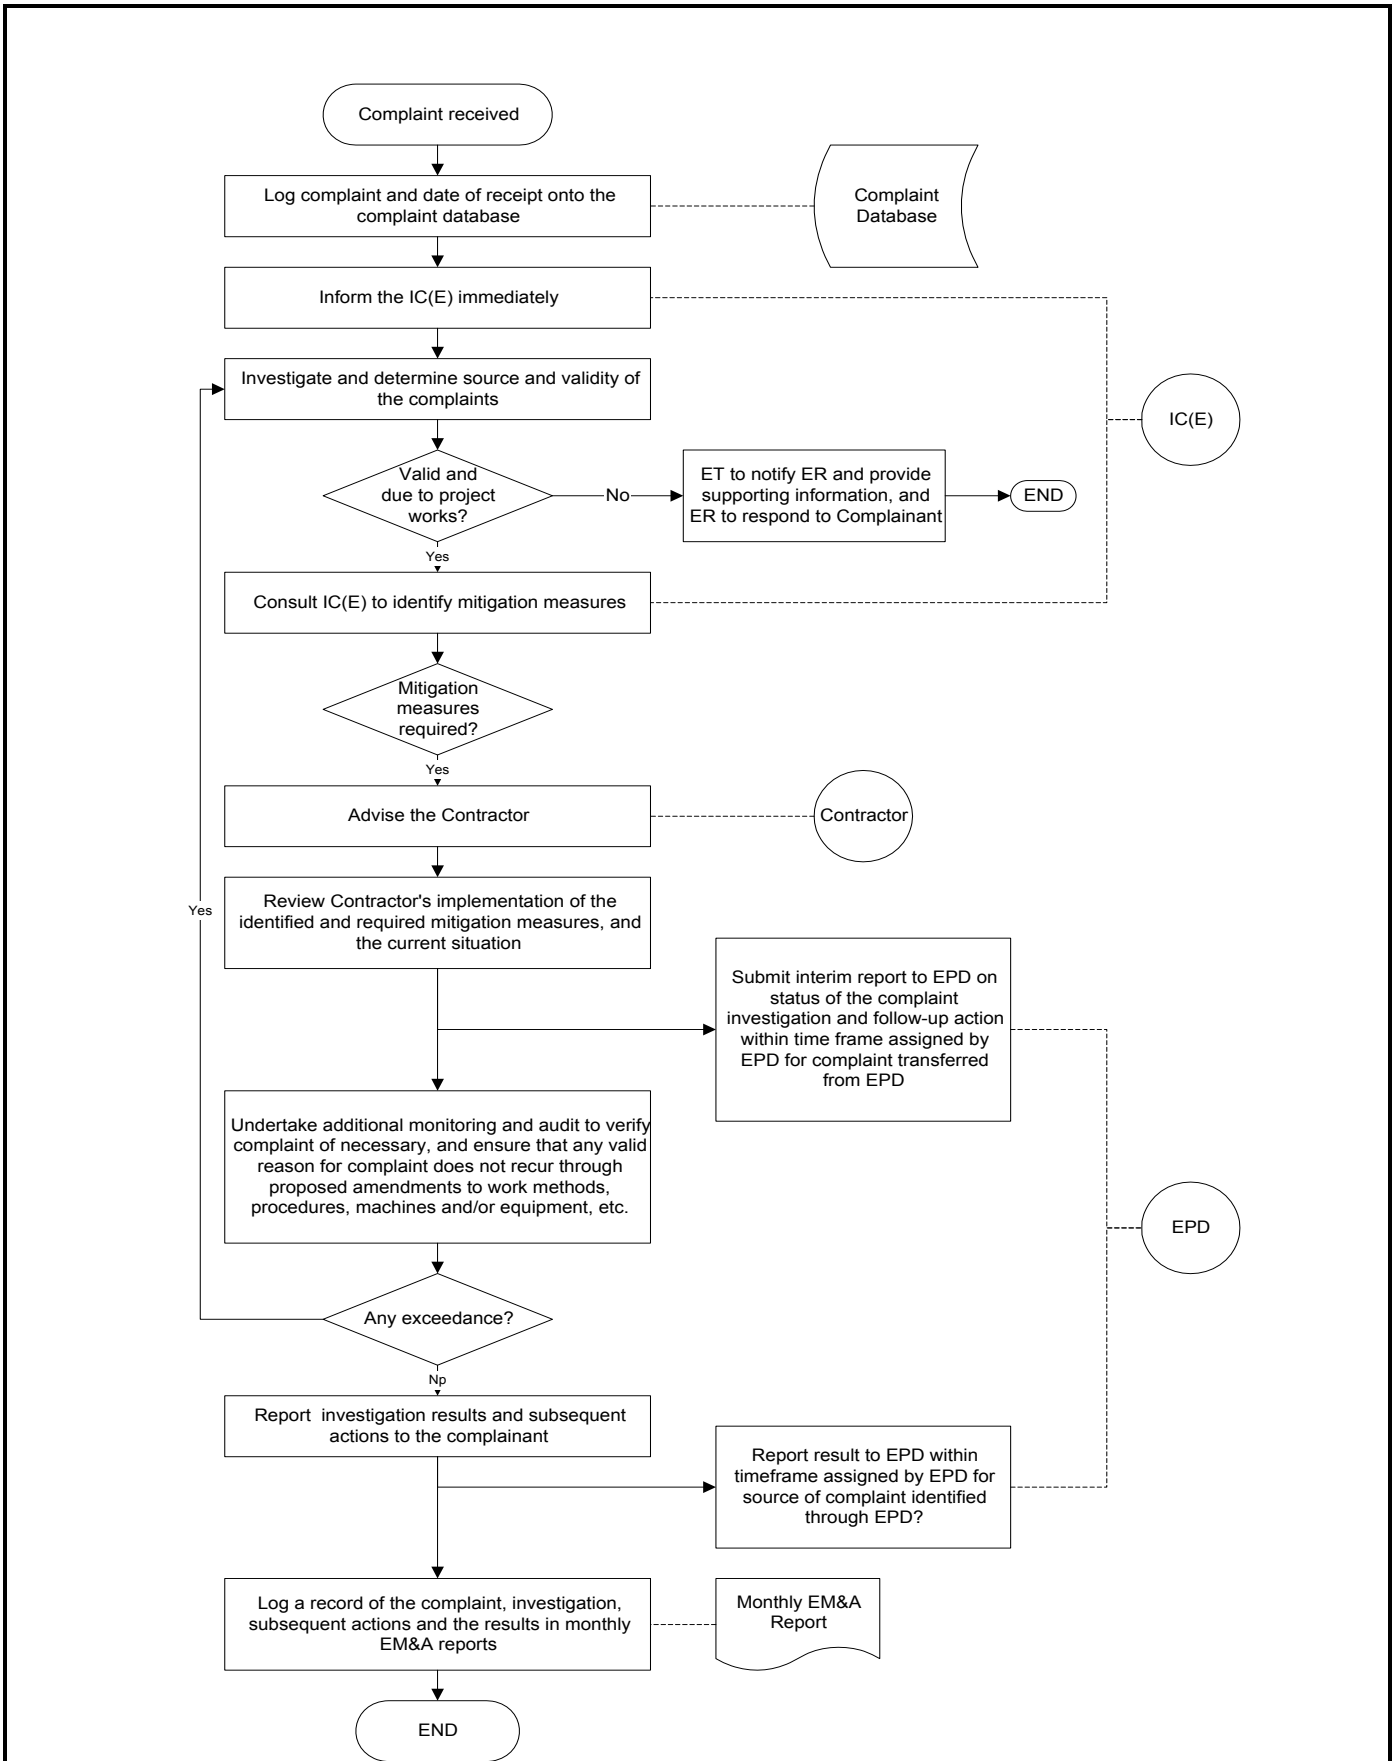 Complaint received
Log complaint and date of receipt onto the
complaint database
Complaint
Database
Inform the IC(E) immediately
Investigate and determine source and validity of
the complaints
IC(E)
Valid and
due to project
works?
No
ET to notify ER and provide
supporting information, and
ER to respond to Complainant
END
Yes
Consult IC(E) to identify mitigation measures
Mitigation
measures
required?
Yes
Advise the Contractor
Contractor
Review Contractor's implementation of the
identified and required mitigation measures, and
the current situation
Yes
Submit interim report to EPD on
status of the complaint
investigation and follow-up action
within time frame assigned by
EPD for complaint transferred
from EPD
Undertake additional monitoring and audit to verify
complaint of necessary, and ensure that any valid
reason for complaint does not recur through
proposed amendments to work methods,
procedures, machines and/or equipment, etc.
EPD
Any exceedance?
Np
Report investigation results and subsequent
actions to the complainant
Report result to EPD within
timeframe assigned by EPD for
source of complaint identified
through EPD?
Log a record of the complaint, investigation,
subsequent actions and the results in monthly
EM&A reports
Monthly EM&A
Report
END